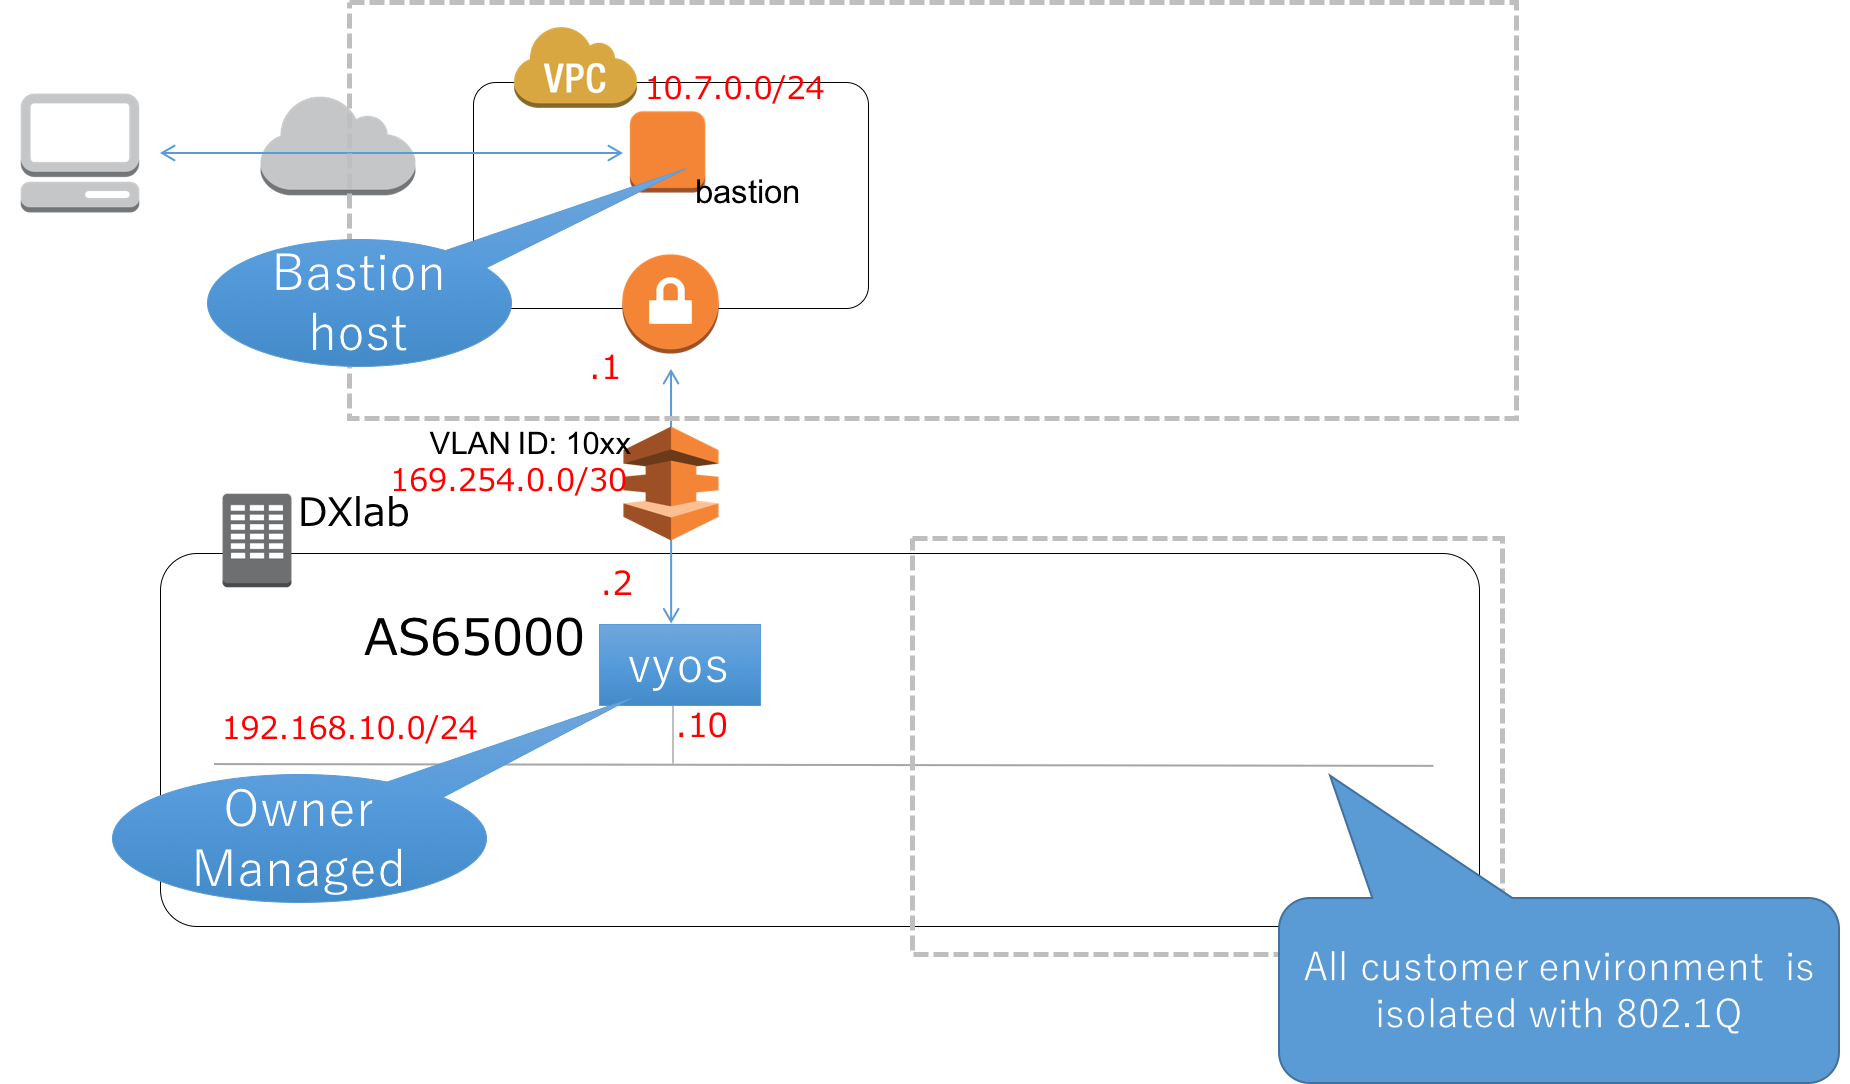 VPC
10.7.0.0/24
bastion
Bastion
host
.1
VLAN ID: 10xx
169.254.0.0/30
DXlab
.2
AS65000
vyos
192.168.10.0/24
.10
Owner
Managed
All customer environment  is
isolated with 802.1Q